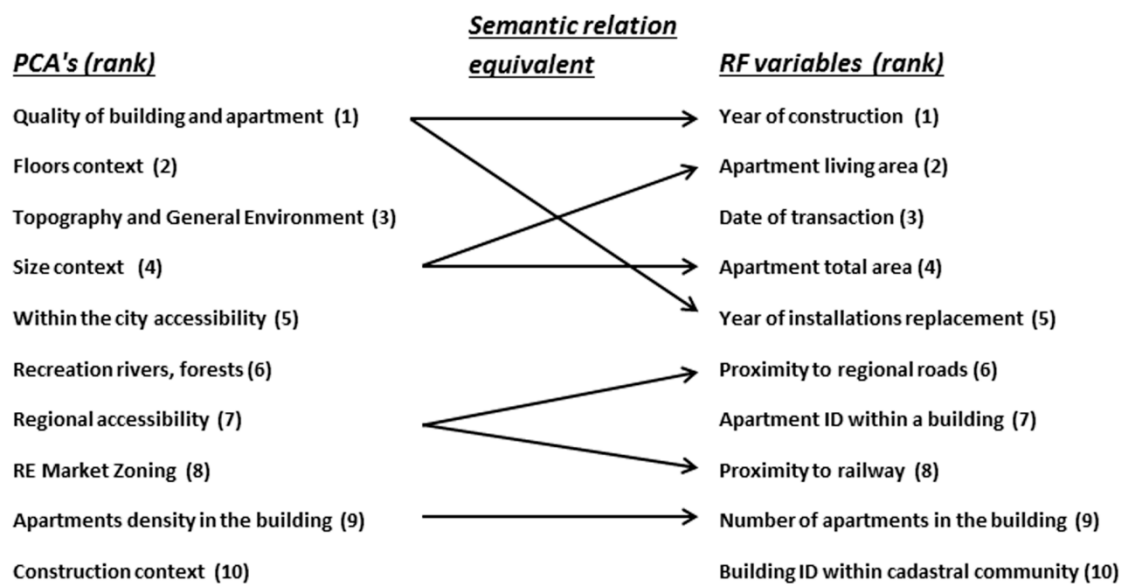 Semantic relation
equivalent
PCA's (rank)
RF variables (rank)
Quality of building and apartment (1)
Year of construction (1)
Floors context (2)
Apartment living area (2)
Topography and General Environment (3)
Date of transaction (3)
Size context (4)
Apartment total area (4)
Within the city accessibility (5)
Year of installations replacement (5)
Recreation rivers, forests (6)
Proximity to regional roads (6)
Regional accessibility (7)
Apartment ID within a building (7)
RE Market Zoning (8)
Proximity to railway (8)
Apartments density in the building (9)
Number of apartments in the building (9)
Construction context (10)
Building ID within cadastral community (10)